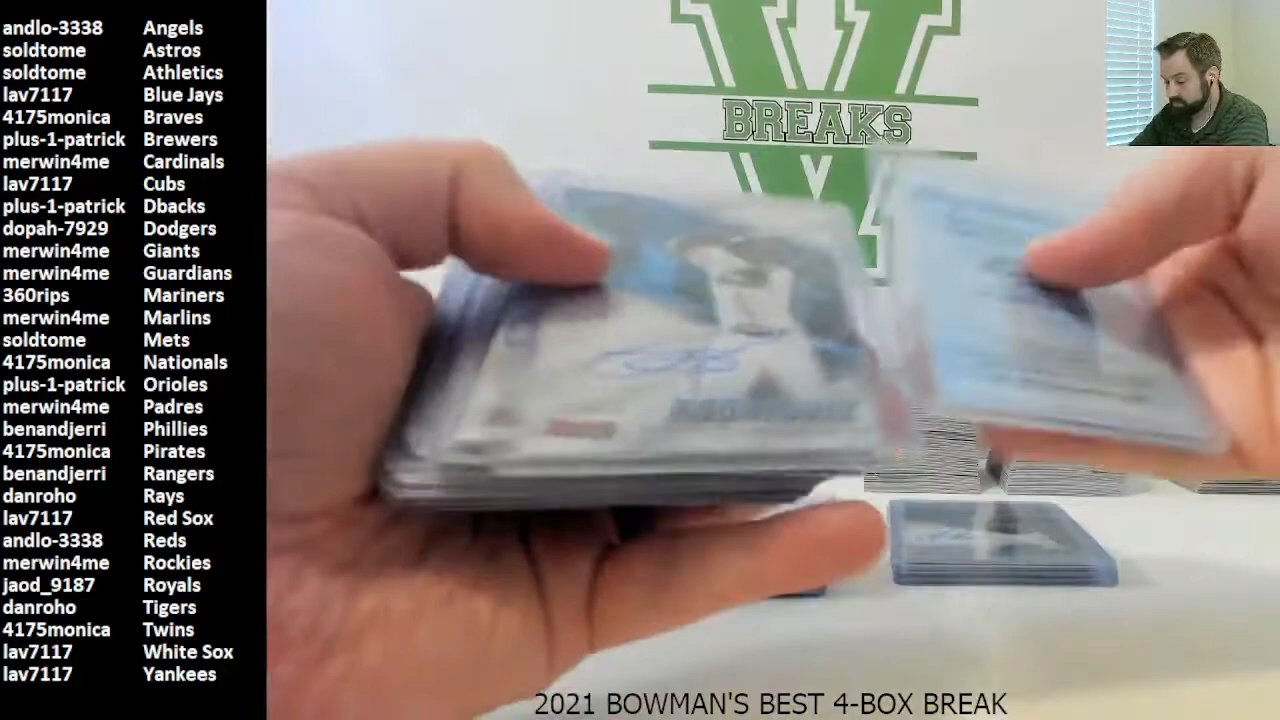 andlo-3338 Angels
soldtome Astros
soldtome Athletics
lav7117 Blue Jays
4175monica Braves
plus-1-patrick Brewers
merwin4me Cardinals
lav7117 Cubs
plus-1-patrick Dbacks
dopah-7929 Dodgers
merwin4me Giants
merwin4me Guardians
360rips Mariners
merwin4me Marlins
soldtome Mets
4175monica Nationals
plus-1-patrick Orioles
merwin4me Padres
benandjerri Phillies
4175monica Pirates
benandjerri Rangers
danroho Rays
lav7117 Red Sox
andlo-3338 Reds
merwin4me Rockies
jaod_9187 Royals
danroho Tigers
4175monica Twins
lav7117 White Sox
lav7117 Yankees
V
BREAKS
2021 BOWMAN'S BEST 4-BOX BREAK